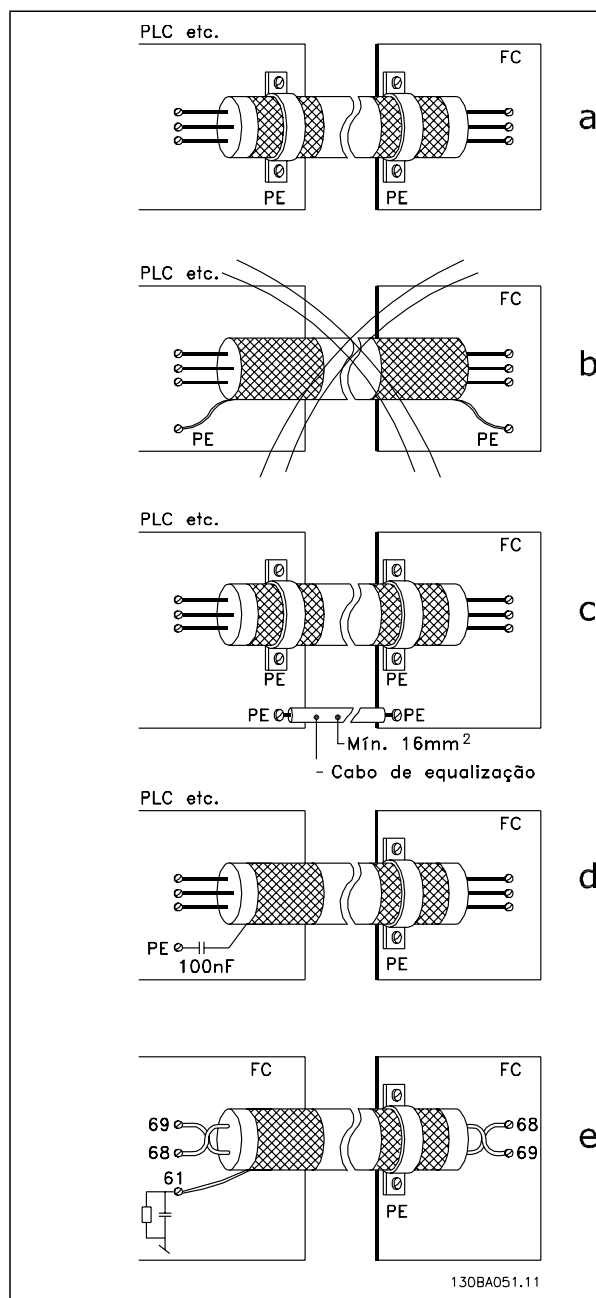 PLC etc.
FC
a
PE
PE
PLC etc.
FC
b
PE
PE
PLC etc.
FC
c
PE
PE
PE
PE
Mín. 16mm²
Cabo de equalização
PLC etc.
FC
d
PE
100nF
PE
FC
FC
69
68
68
69
e
61
PE
130BA051.11